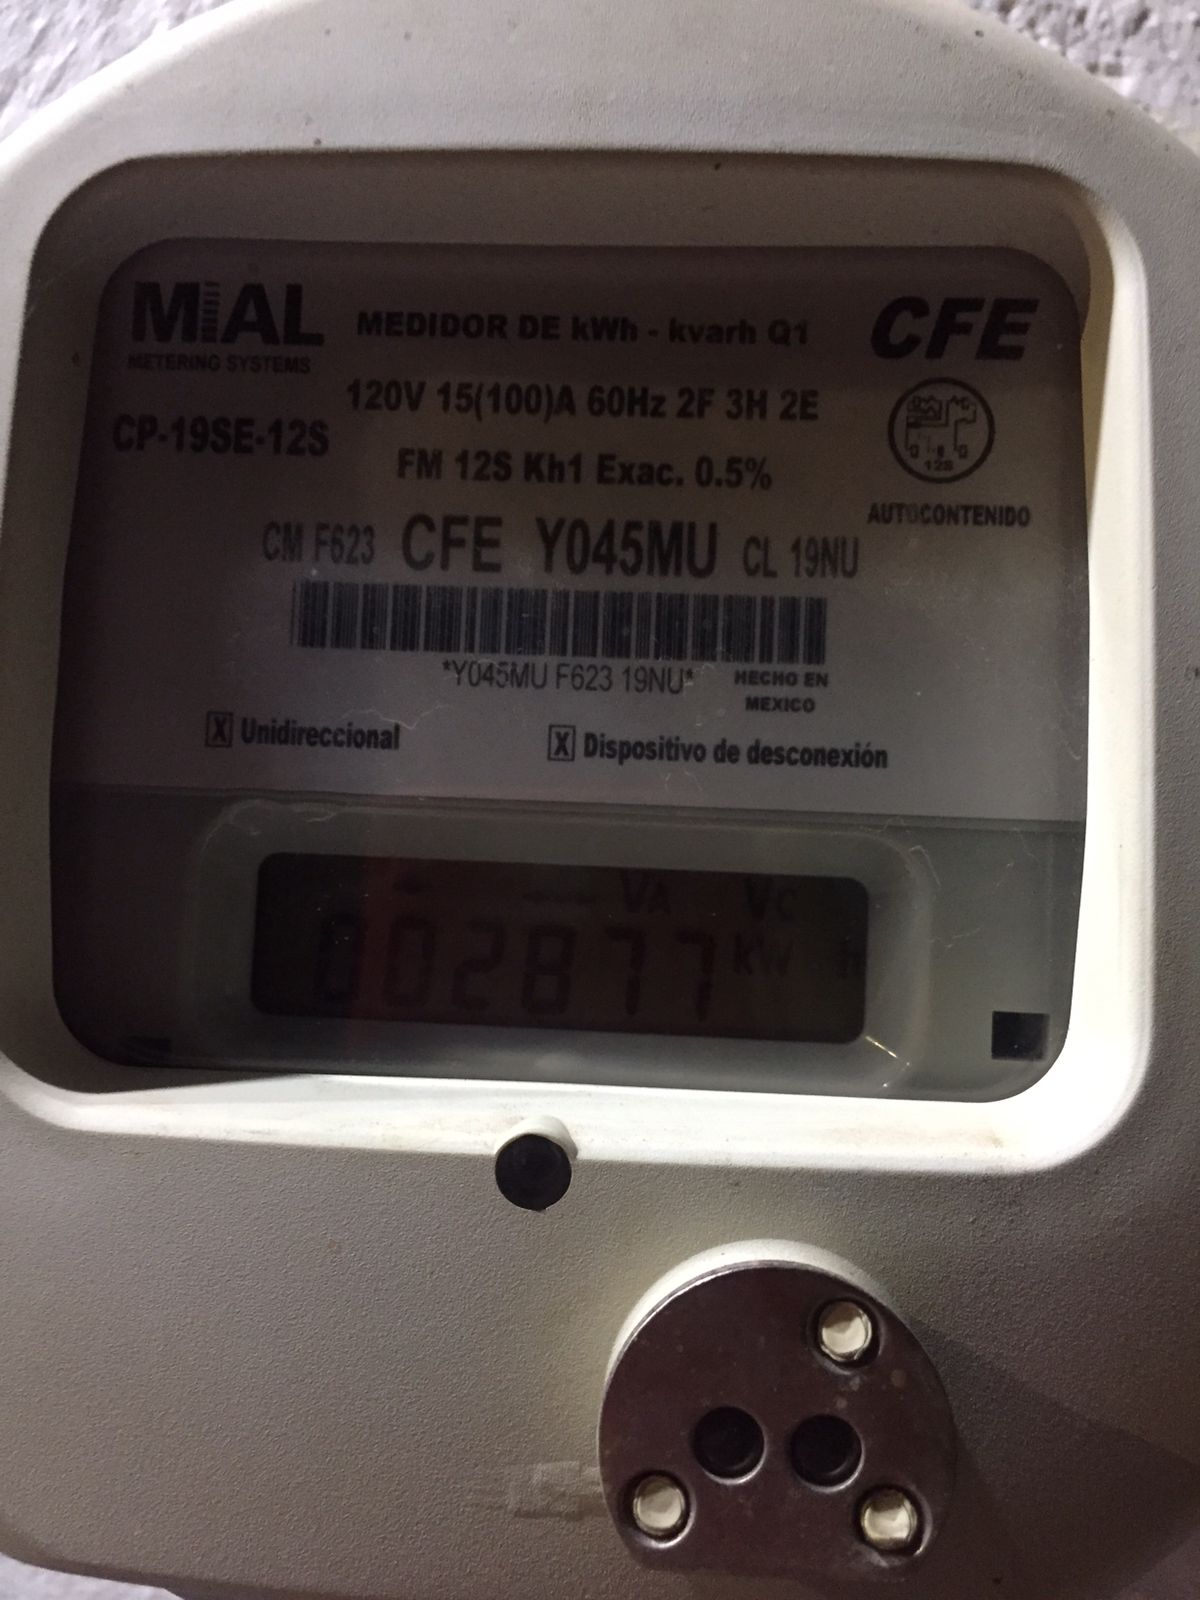 MIAL
METERING SYSTEMS
MEDIDOR DE kWh - kvarh Q1
CFE
120V 15(100)A 60Hz 2F 3H 2E
CP-19SE-12S
FM 12S Kh1 Exac. 0.5%
12S
AUTOCONTENIDO
CM F623 CFE Y045MU CL 19NU
*Y045MU F623 19NU*
HECHO EN
MEXICO
X Unidireccional
X Dispositivo de desconexión
VA VC
002877 KW h